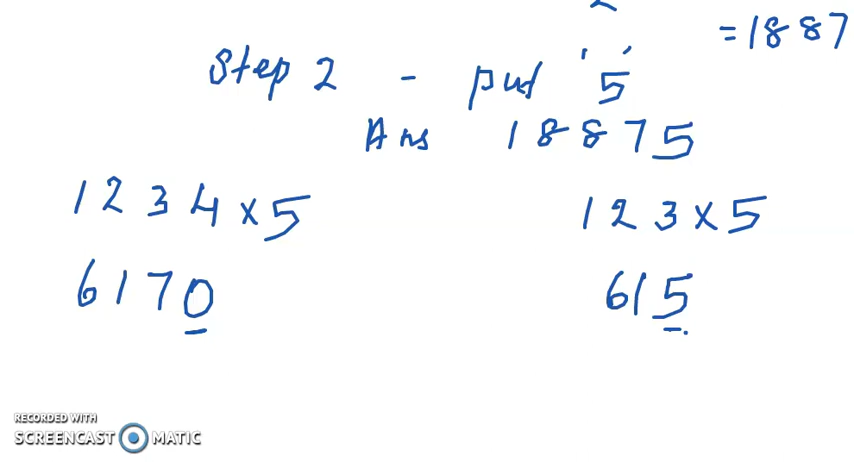 = 1887
Step 2 - put '5'
Ans 18875
1234 x 5
123 x 5
6170
615
RECORDED WITH
SCREENCAST MATIC